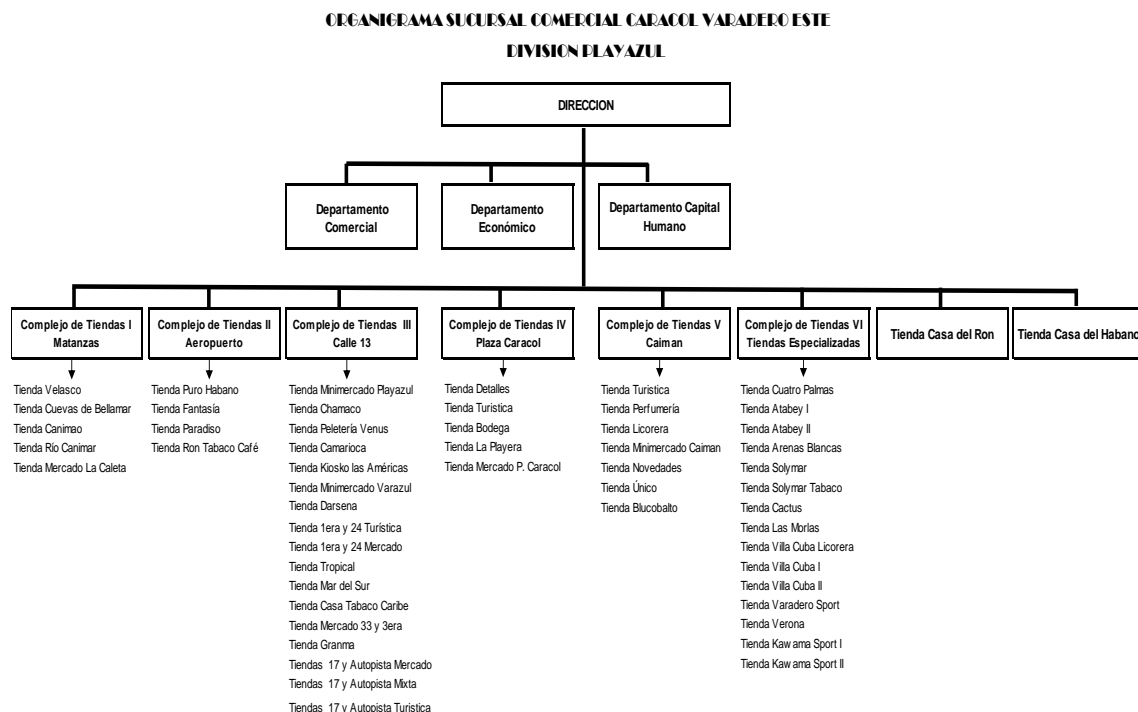 ORGANIGRAMA SUCURSAL COMERCIAL CARACOL VARADERO ESTE
DIVISION PLAYAZUL
DIRECCION
Departamento
Comercial
Departamento
Económico
Departamento Capital
Humano
Complejo de Tiendas I
Matanzas
Complejo de Tiendas II
Aeropuerto
Complejo de Tiendas III
Calle 13
Complejo de Tiendas IV
Plaza Caracol
Complejo de Tiendas V
Caiman
Complejo de Tiendas VI
Tiendas Especializadas
Tienda Casa del Ron
Tienda Casa del Habano
Tienda Velasco
Tienda Cuevas de Bellamar
Tienda Canimao
Tienda Río Canimar
Tienda Mercado La Caleta
Tienda Puro Habano
Tienda Fantasía
Tienda Paradiso
Tienda Ron Tabaco Café
Tienda Minimercado Playazul
Tienda Chamaco
Tienda Peletería Venus
Tienda Camarioca
Tienda Kiosko las Américas
Tienda Minimercado Varazul
Tienda Darsena
Tienda 1era y 24 Turística
Tienda 1era y 24 Mercado
Tienda Tropical
Tienda Mar del Sur
Tienda Casa Tabaco Caribe
Tienda Mercado 33 y 3era
Tienda Granma
Tiendas 17 y Autopista Mercado
Tiendas 17 y Autopista Mixta
Tiendas 17 y Autopista Turistica
Tienda Detalles
Tienda Turistica
Tienda Bodega
Tienda La Playera
Tienda Mercado P. Caracol
Tienda Turistica
Tienda Perfumería
Tienda Licorera
Tienda Minimercado Caiman
Tienda Novedades
Tienda Único
Tienda Blucobalto
Tienda Cuatro Palmas
Tienda Atabey I
Tienda Atabey II
Tienda Arenas Blancas
Tienda Solymar
Tienda Solymar Tabaco
Tienda Cactus
Tienda Las Morlas
Tienda Villa Cuba Licorera
Tienda Villa Cuba I
Tienda Villa Cuba II
Tienda Varadero Sport
Tienda Verona
Tienda Kawama Sport I
Tienda Kawama Sport II